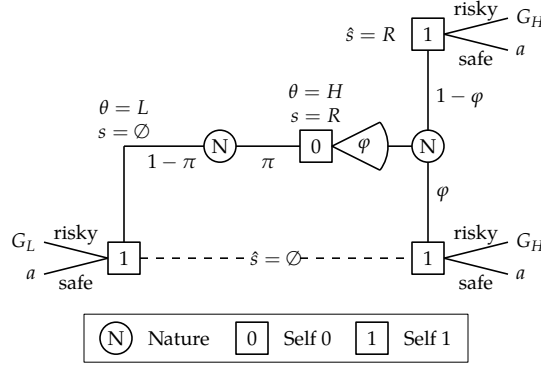 risky
G_H
ŝ = R
1
a
safe
θ = H
s = R
1 − φ
θ = L
s = ∅
N
0
φ
N
1 − π
π
φ
risky
G_L
1
a
safe
ŝ = ∅
risky
G_H
1
a
safe
N Nature 0 Self 0 1 Self 1